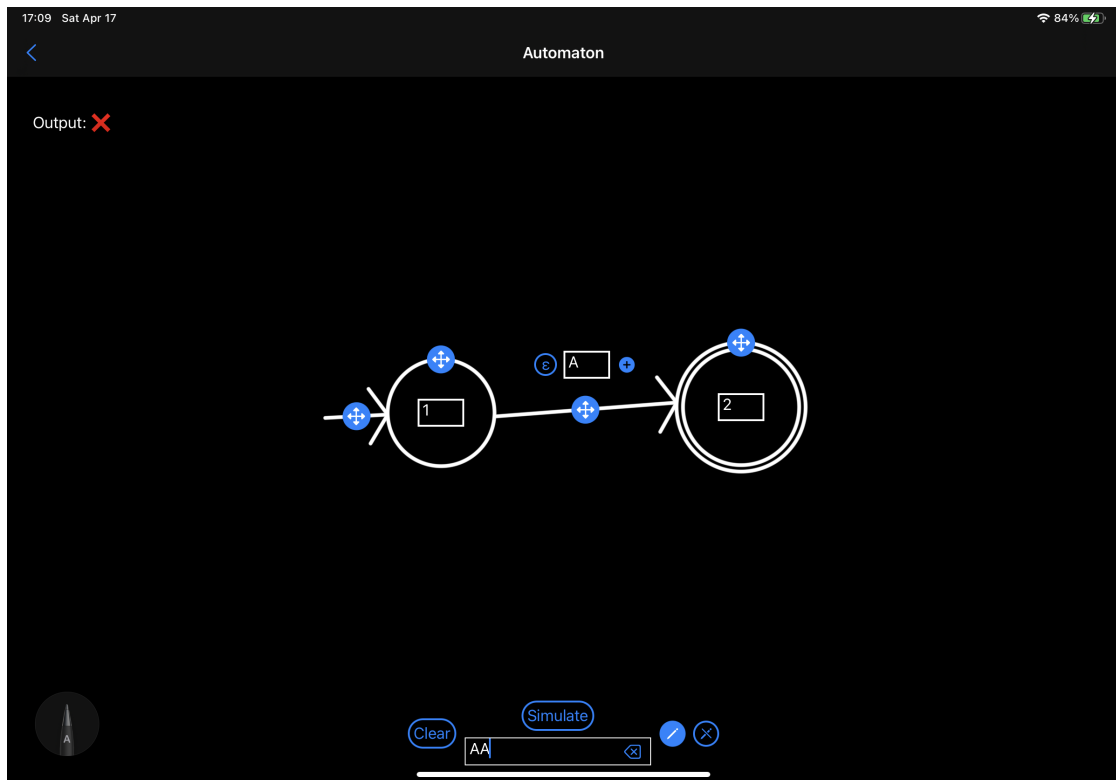 17:09 Sat Apr 17
84%
Automaton
Output:
ε
A
1
2
Simulate
Clear
AA
A